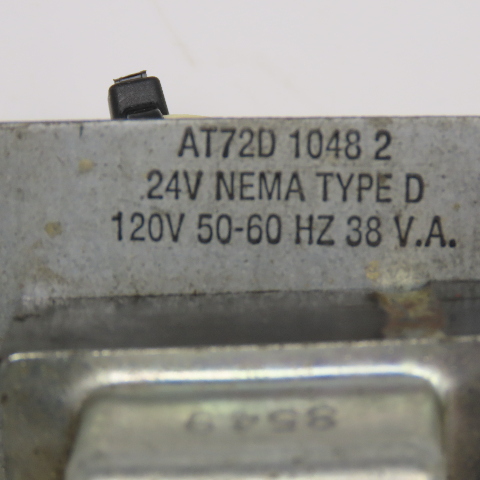 AT72D 1048 2
24V NEMA TYPE D
120V 50-60 HZ 38 V.A.